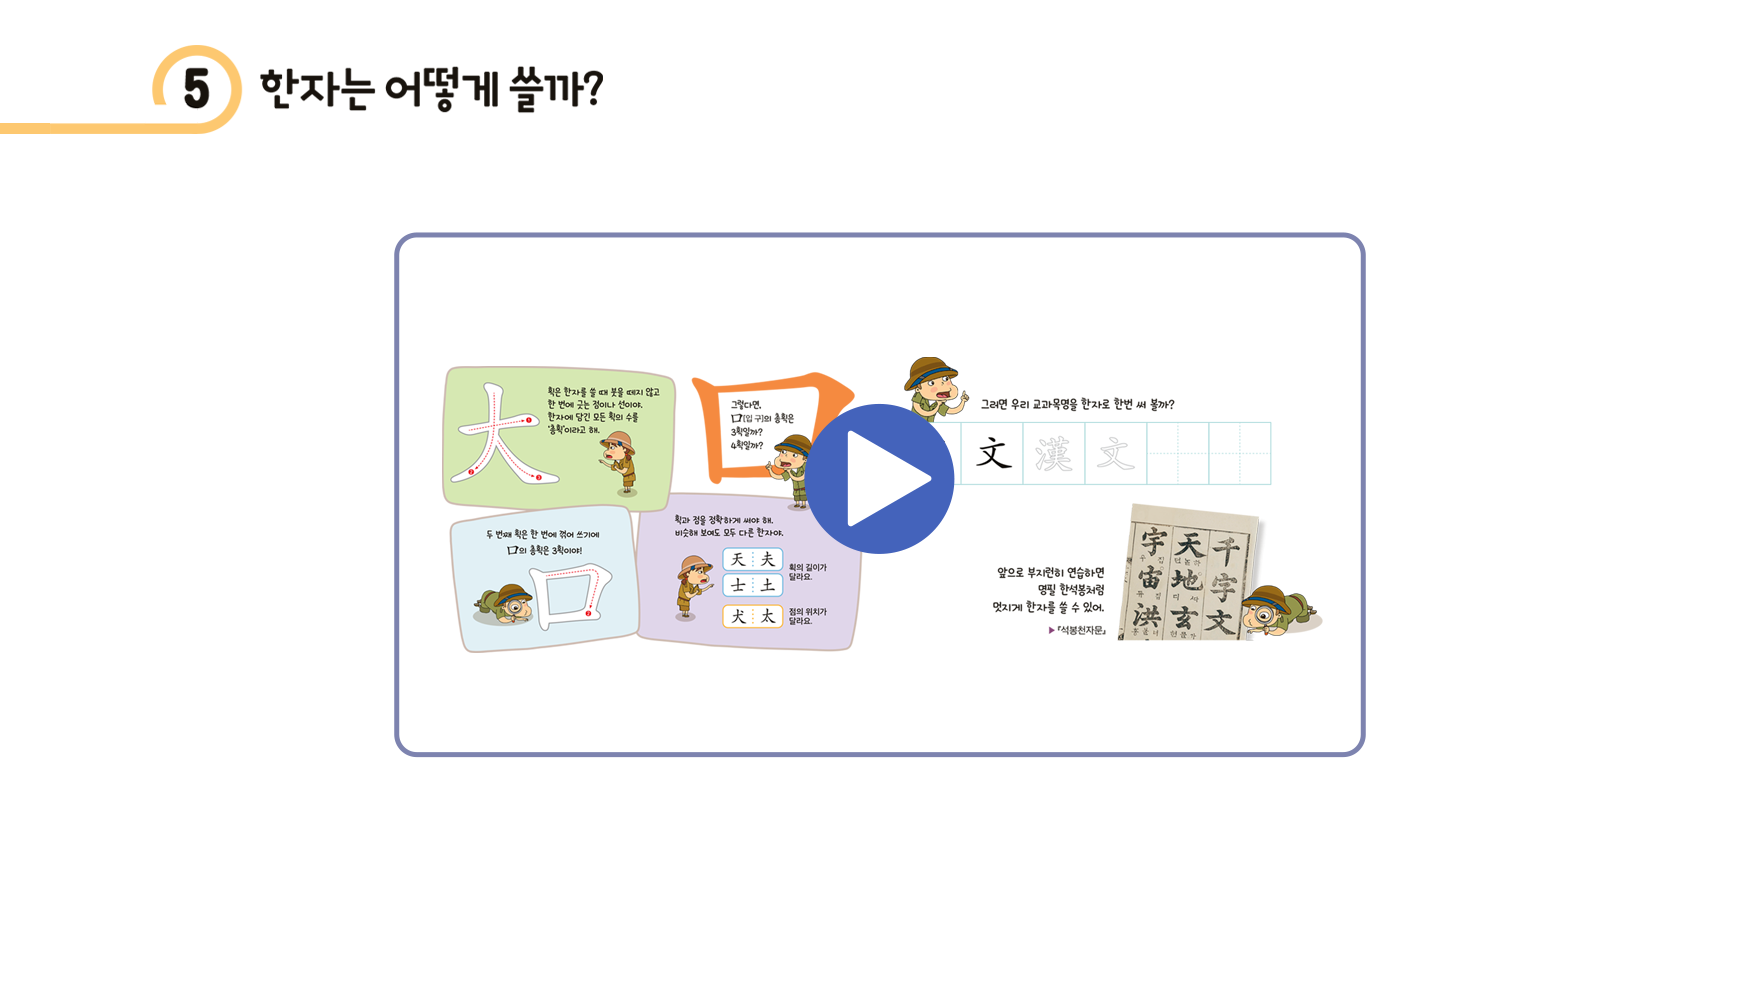 5 한자는 어떻게 쓸까?
획은 한자를 쓸 때 붓을 떼지 않고
한 번에 긋는 점이나 선이야.
한자에 담긴 모든 획의 수를
'총획'이라고 해.
大
1
2
3
그렇다면,
口[입 구]의 총획은
3획일까?
4획일까?
두 번째 획은 한 번에 꺾어 쓰기에
口의 총획은 3획이야!
2
획과 점을 정확하게 써야 해.
비슷해 보여도 모두 다른 한자야.
天 夫
士 土
획의 길이가
달라요.
犬 太
점의 위치가
달라요.
그러면 우리 교과목명을 한자로 한번 써 볼까?
文 漢 文
앞으로 부지런히 연습하면
명필 한석봉처럼
멋지게 한자를 쓸 수 있어.
▶『석봉천자문』
千字文
天地玄
宇宙洪